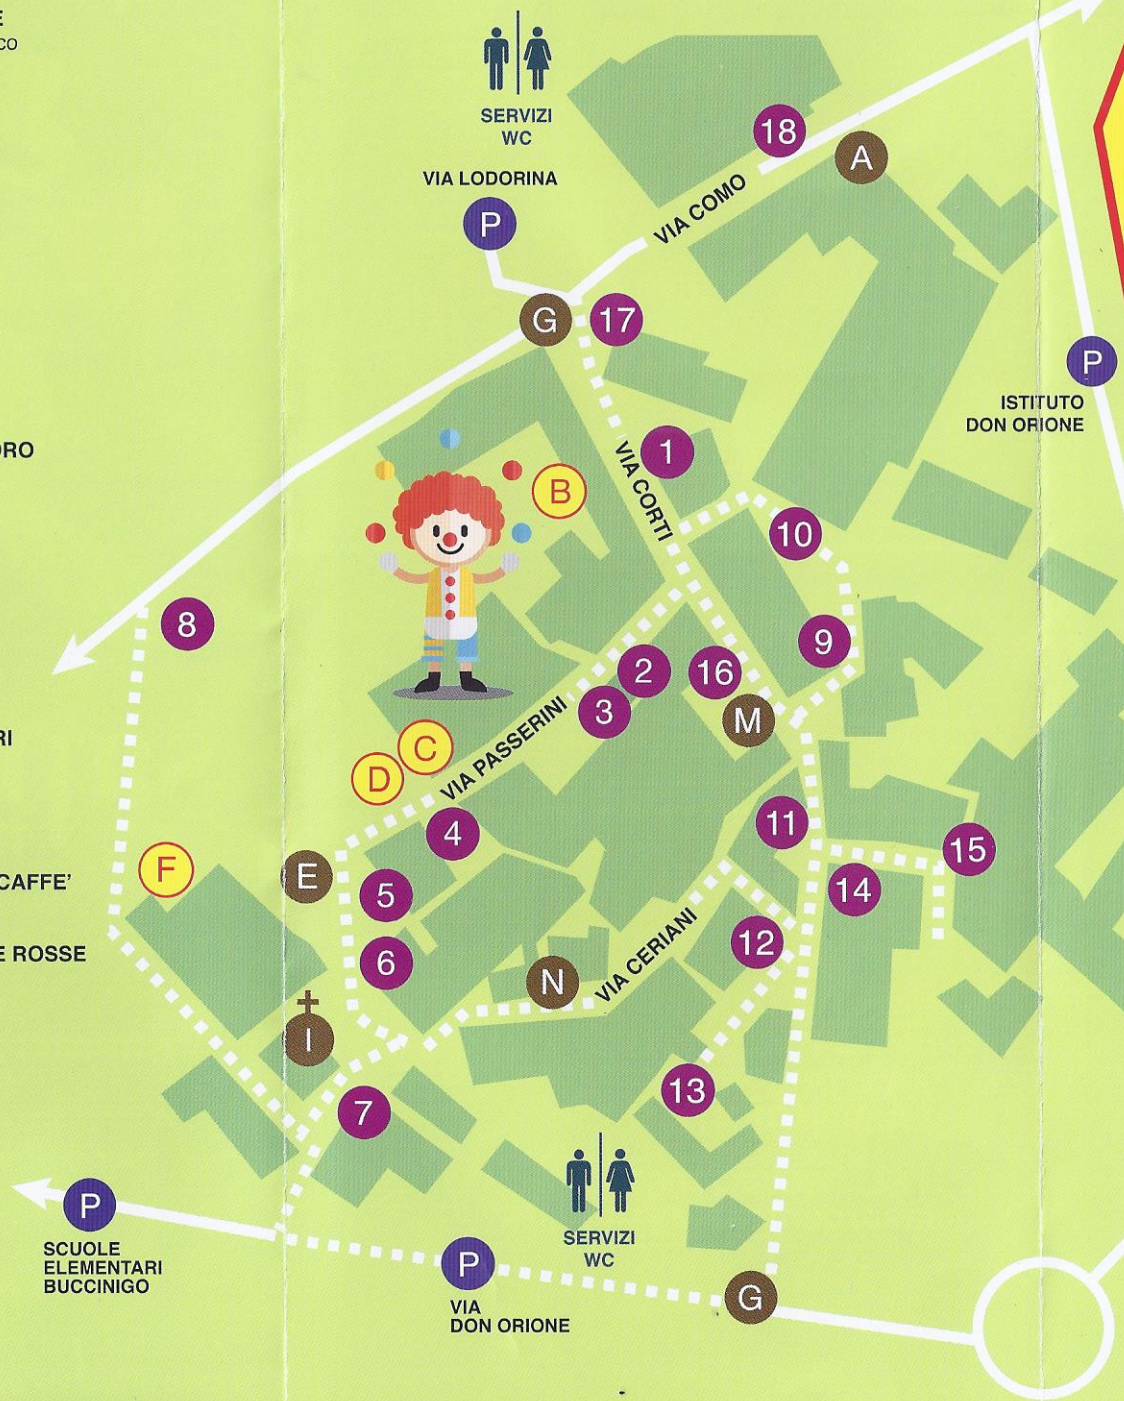 E
CO
SERVIZI
WC
18
A
VIA LODORINA
VIA COMO
P
G
17
P
ISTITUTO
DON ORIONE
ORO
1
VIA CORTI
B
10
8
9
2
16
3
M
RI
C
D
VIA PASSERINI
4
11
15
F
E
CAFFE'
5
14
VIA CERIANI
12
E ROSSE
6
N
I
13
7
P
SCUOLE
ELEMENTARI
BUCCINIGO
SERVIZI
WC
P
VIA
DON ORIONE
G